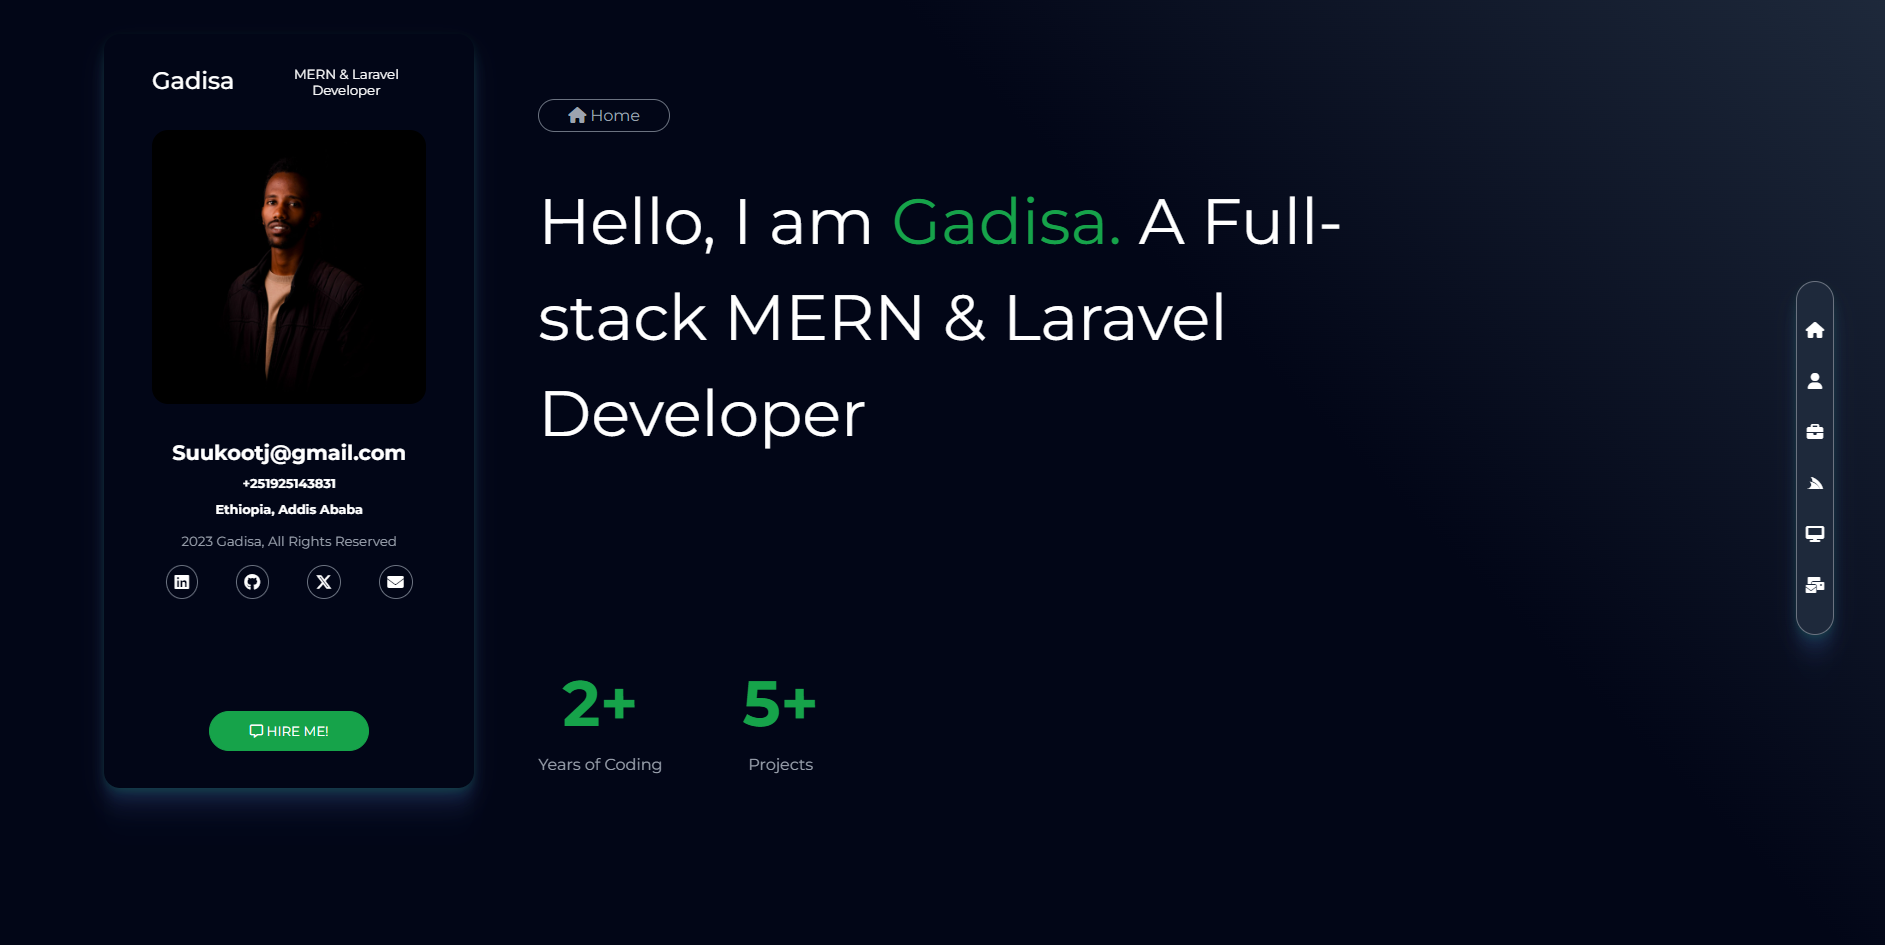 Gadisa
MERN & Laravel
Developer
Suukootj@gmail.com
+251925143831
Ethiopia, Addis Ababa
2023 Gadisa, All Rights Reserved
HIRE ME!
Home
Hello, I am Gadisa. A Full-
stack MERN & Laravel
Developer
2+
Years of Coding
5+
Projects